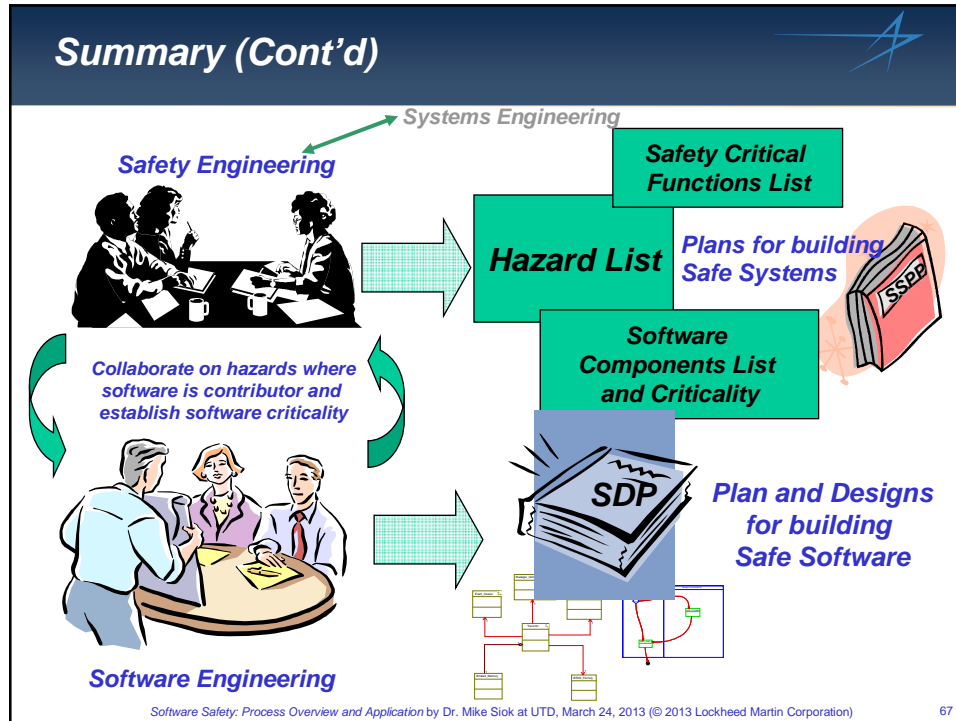 Summary (Cont'd)
Systems Engineering
Safety Engineering
Safety Critical
Functions List
Hazard List
Plans for building
Safe Systems
SSPP
Software
Components List
and Criticality
Collaborate on hazards where
software is contributor and
establish software criticality
SDP
Plan and Designs
for building
Safe Software
Software Engineering
Software Safety: Process Overview and Application by Dr. Mike Siok at UTD, March 24, 2013 (© 2013 Lockheed Martin Corporation)
67